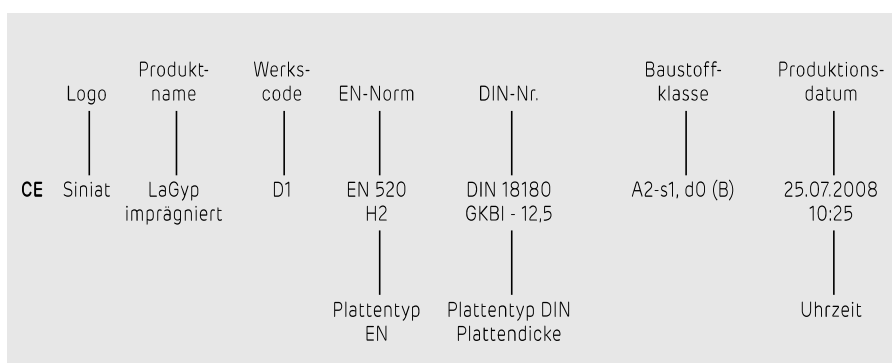 Produkt-
Werks-
Baustoff-
Produktions-
Logo
name
code
EN-Norm
DIN-Nr.
klasse
datum
CE Siniat LaGyp D1 EN 520 DIN 18180 A2-s1, d0 (B) 25.07.2008
imprägniert H2 GKBI - 12,5 10:25
Plattentyp Plattentyp DIN Uhrzeit
EN Plattendicke